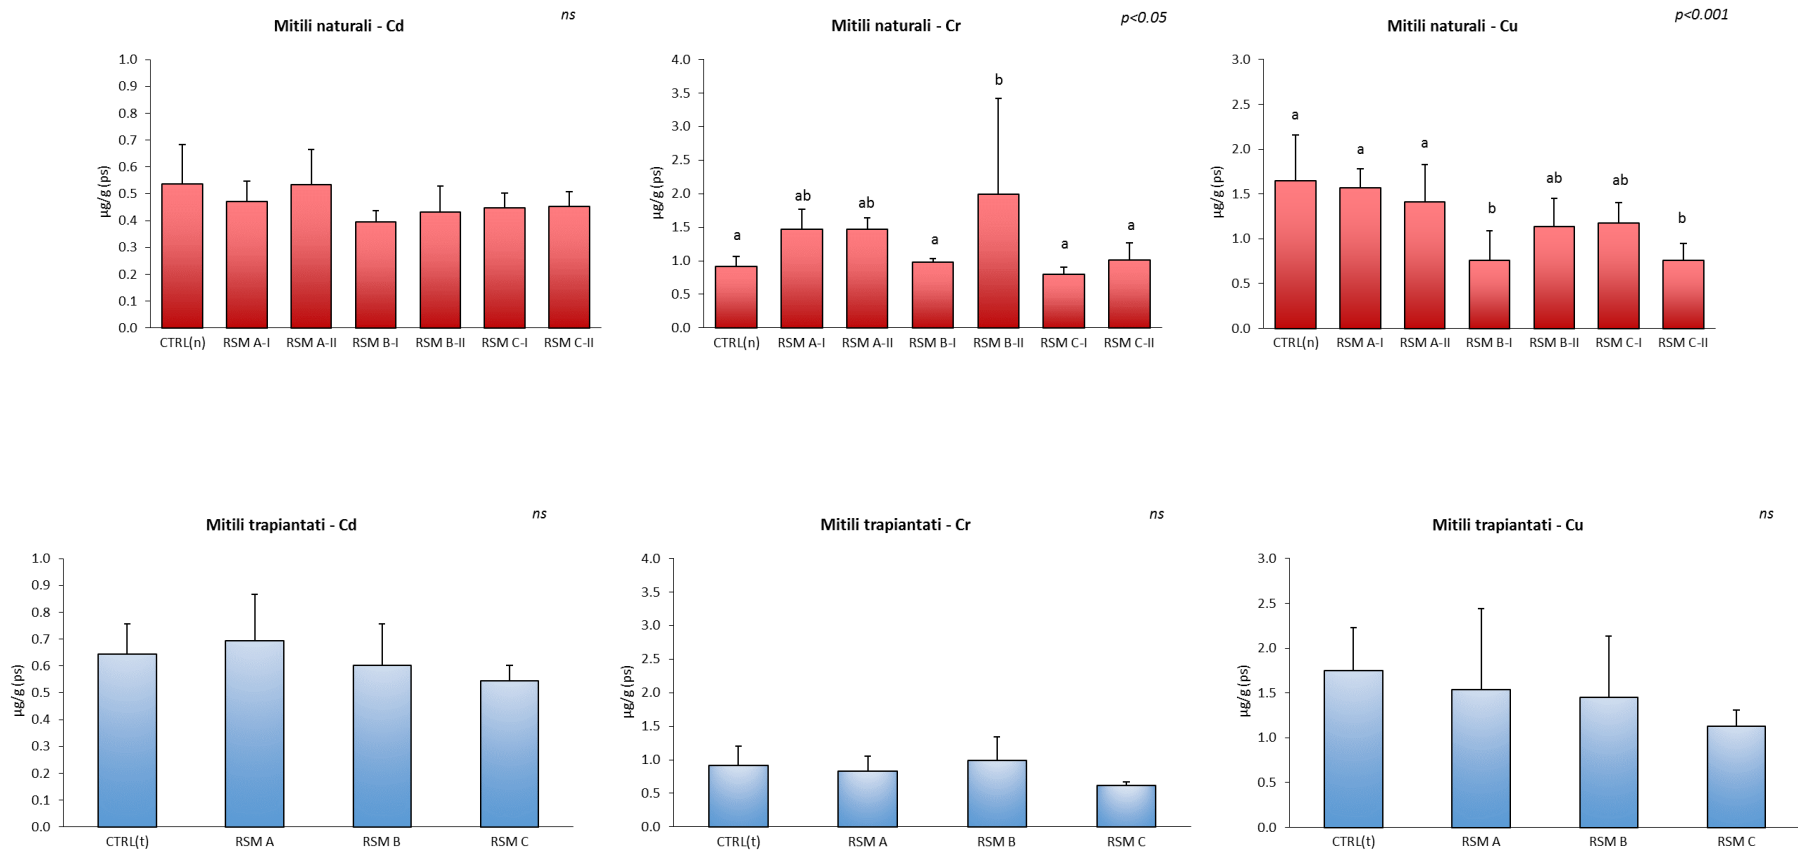 Mitili naturali - Cd
ns
1.0
0.9
0.8
0.7
0.6
0.5
0.4
0.3
0.2
0.1
0.0
µg/g (ps)
CTRL(n) RSM A-I RSM A-II RSM B-I RSM B-II RSM C-I RSM C-II
Mitili naturali - Cr
p<0.05
4.0
3.5
3.0
2.5
2.0
1.5
1.0
0.5
0.0
µg/g (ps)
a ab ab a b a a
CTRL(n) RSM A-I RSM A-II RSM B-I RSM B-II RSM C-I RSM C-II
Mitili naturali - Cu
p<0.001
3.0
2.5
2.0
1.5
1.0
0.5
0.0
µg/g (ps)
a a a b ab ab b
CTRL(n) RSM A-I RSM A-II RSM B-I RSM B-II RSM C-I RSM C-II
Mitili trapiantati - Cd
ns
1.0
0.9
0.8
0.7
0.6
0.5
0.4
0.3
0.2
0.1
0.0
µg/g (ps)
CTRL(t) RSM A RSM B RSM C
Mitili trapiantati - Cr
ns
4.0
3.5
3.0
2.5
2.0
1.5
1.0
0.5
0.0
µg/g (ps)
CTRL(t) RSM A RSM B RSM C
Mitili trapiantati - Cu
ns
3.0
2.5
2.0
1.5
1.0
0.5
0.0
µg/g (ps)
CTRL(t) RSM A RSM B RSM C